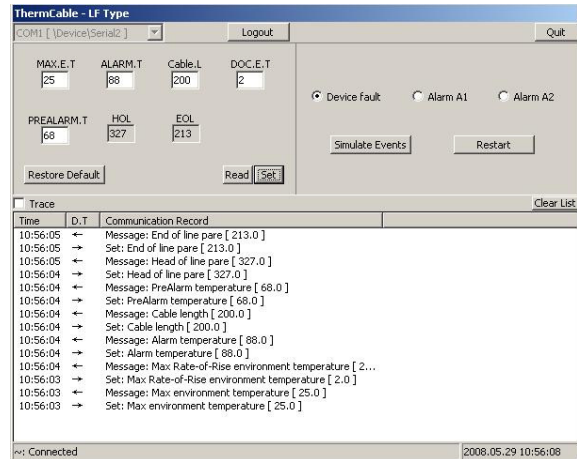 ThermCable - LF Type
COM1 [ \Device\Serial2 ] Logout Quit
MAX.E.T ALARM.T Cable.L DOC.E.T
25 88 200 2
Device fault Alarm A1 Alarm A2
PREALARM.T HOL EOL
68 327 213
Simulate Events Restart
Restore Default Read Set
Trace Clear List
Time D.T Communication Record
10:56:05 ← Message: End of line pare [ 213.0 ]
10:56:05 → Set: End of line pare [ 213.0 ]
10:56:05 ← Message: Head of line pare [ 327.0 ]
10:56:04 → Set: Head of line pare [ 327.0 ]
10:56:04 ← Message: PreAlarm temperature [ 68.0 ]
10:56:04 → Set: PreAlarm temperature [ 68.0 ]
10:56:04 ← Message: Cable length [ 200.0 ]
10:56:04 → Set: Cable length [ 200.0 ]
10:56:04 ← Message: Alarm temperature [ 88.0 ]
10:56:04 → Set: Alarm temperature [ 88.0 ]
10:56:04 ← Message: Max Rate-of-Rise environment temperature [ 2...
10:56:03 → Set: Max Rate-of-Rise environment temperature [ 2.0 ]
10:56:03 ← Message: Max environment temperature [ 25.0 ]
10:56:03 → Set: Max environment temperature [ 25.0 ]
~: Connected 2008.05.29 10:56:08